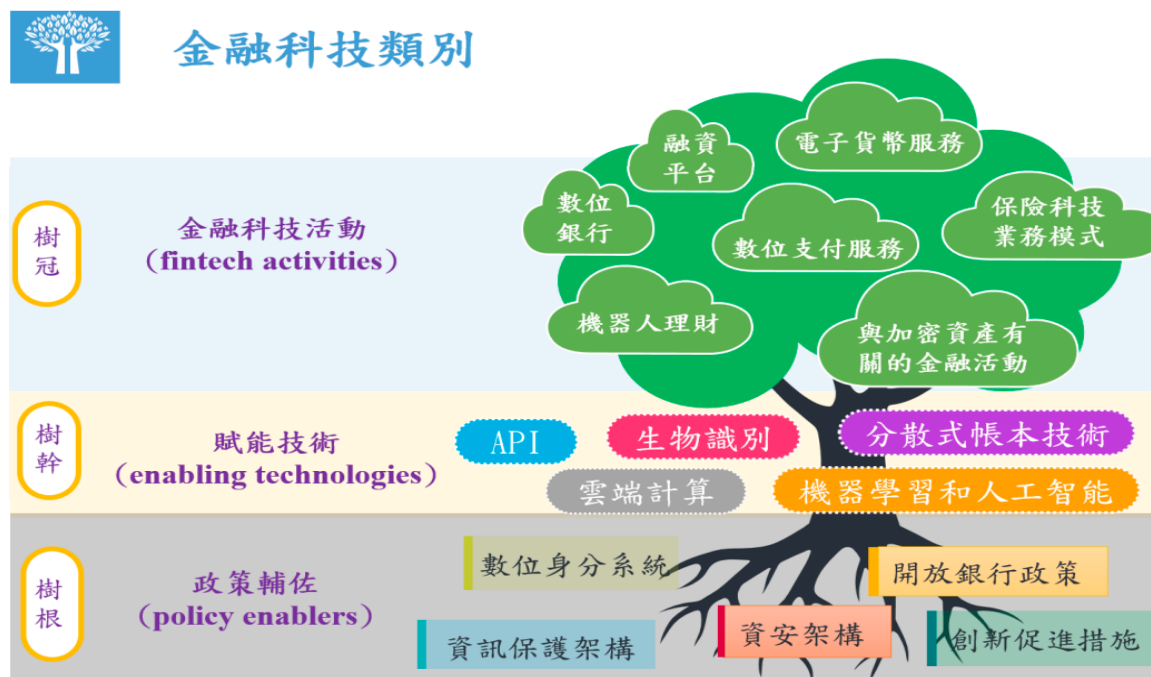 金融科技類別
融資
平台
電子貨幣服務
數位
銀行
數位支付服務
保險科技
業務模式
機器人理財
與加密資產有
關的金融活動
樹
冠
金融科技活動
（fintech activities）
樹
幹
賦能技術
（enabling technologies）
API
生物識別
分散式帳本技術
雲端計算
機器學習和人工智能
樹
根
政策輔佐
（policy enablers）
數位身分系統
開放銀行政策
資訊保護架構
資安架構
創新促進措施